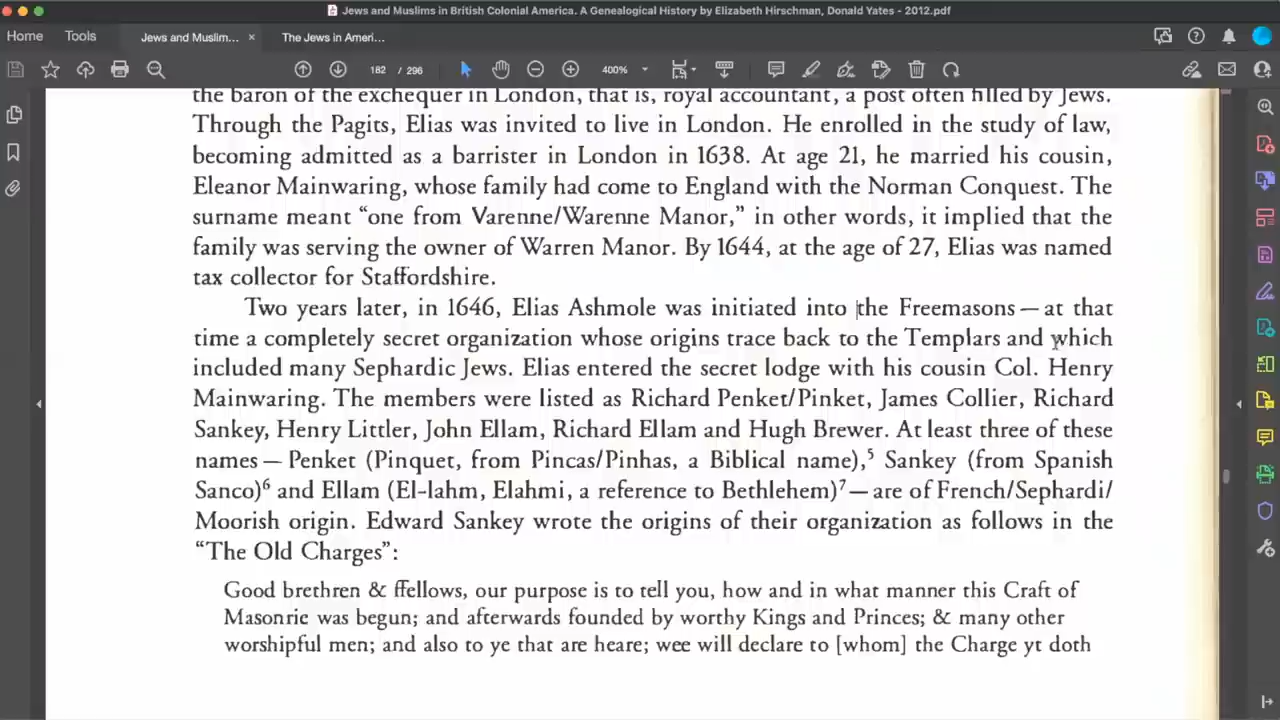 Jews and Muslims in British Colonial America. A Genealogical History by Elizabeth Hirschman, Donald Yates - 2012.pdf
Home Tools Jews and Muslim... × The Jews in Ameri...
182 / 296 400%
the baron of the exchequer in London, that is, royal accountant, a post often filled by Jews.
Through the Pagits, Elias was invited to live in London. He enrolled in the study of law,
becoming admitted as a barrister in London in 1638. At age 21, he married his cousin,
Eleanor Mainwaring, whose family had come to England with the Norman Conquest. The
surname meant “one from Varenne/Warenne Manor,” in other words, it implied that the
family was serving the owner of Warren Manor. By 1644, at the age of 27, Elias was named
tax collector for Staffordshire.
Two years later, in 1646, Elias Ashmole was initiated into the Freemasons — at that
time a completely secret organization whose origins trace back to the Templars and which
included many Sephardic Jews. Elias entered the secret lodge with his cousin Col. Henry
Mainwaring. The members were listed as Richard Penket/Pinket, James Collier, Richard
Sankey, Henry Littler, John Ellam, Richard Ellam and Hugh Brewer. At least three of these
names — Penket (Pinquet, from Pincas/Pinhas, a Biblical name),⁵ Sankey (from Spanish
Sanco)⁶ and Ellam (El-lahm, Elahmi, a reference to Bethlehem)⁷ — are of French/Sephardi/
Moorish origin. Edward Sankey wrote the origins of their organization as follows in the
“The Old Charges”:
Good brethren & ffellows, our purpose is to tell you, how and in what manner this Craft of
Masonrie was begun; and afterwards founded by worthy Kings and Princes; & many other
worshipful men; and also to ye that are heare; wee will declare to [whom] the Charge yt doth